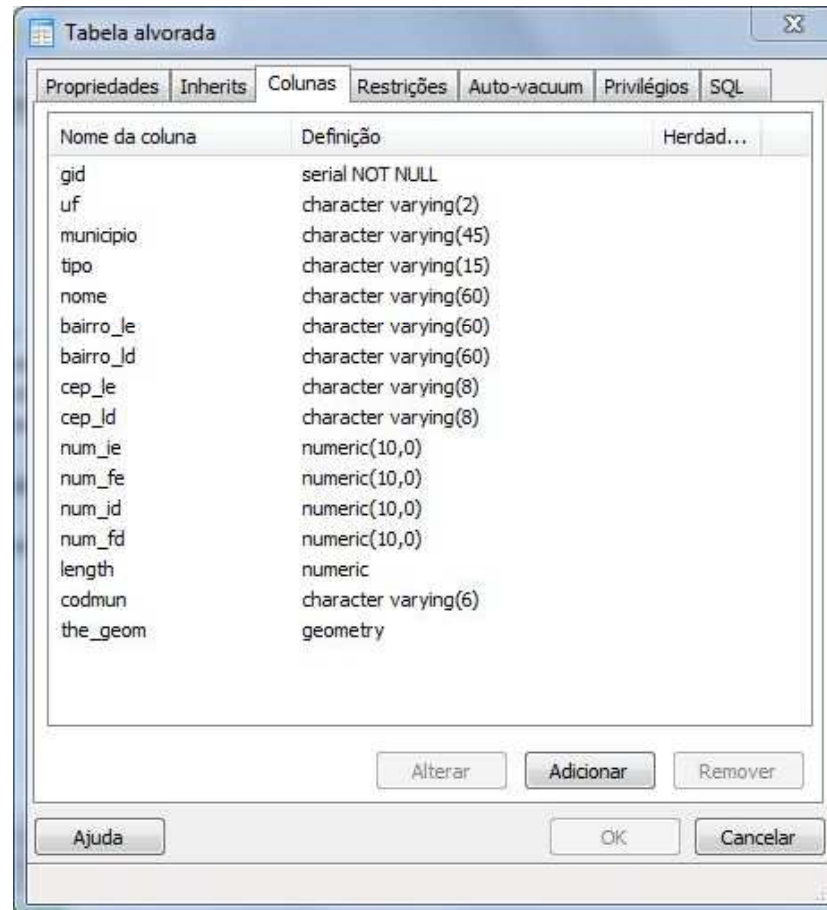 Tabela alvorada
Propriedades Inherits Colunas Restrições Auto-vacuum Privilégios SQL
Nome da coluna Definição Herdad...
gid serial NOT NULL
uf character varying(2)
municipio character varying(45)
tipo character varying(15)
nome character varying(60)
bairro_le character varying(60)
bairro_ld character varying(60)
cep_le character varying(8)
cep_ld character varying(8)
num_ie numeric(10,0)
num_fe numeric(10,0)
num_id numeric(10,0)
num_fd numeric(10,0)
length numeric
codmun character varying(6)
the_geom geometry
Alterar Adicionar Remover
Ajuda OK Cancelar